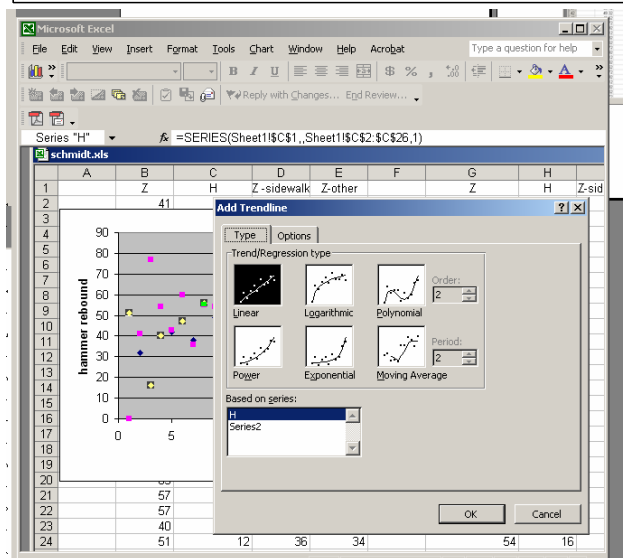 Microsoft Excel
File Edit View Insert Format Tools Chart Window Help Acrobat Type a question for help
B I U $ % ,
Reply with Changes... End Review...
Series "H" fx =SERIES(Sheet1!$C$1,,Sheet1!$C$2:$C$26,1)
schmidt.xls
A B C D E F G H
1 Z H Z -sidewalk Z-other Z H Z-sid
2 41
3
4
5
6
7
8
9
10
11
12
13
14
15
16
17
18
19
20
21 57
22 57
23 40
24 51 12 36 34 54 16
hammer rebound
90
80
70
60
50
40
30
20
10
0
0 5
Add Trendline
Type Options
Trend/Regression type
Linear Logarithmic Polynomial Order:
2
Power Exponential Moving Average Period:
2
Based on series:
H
Series2
OK Cancel